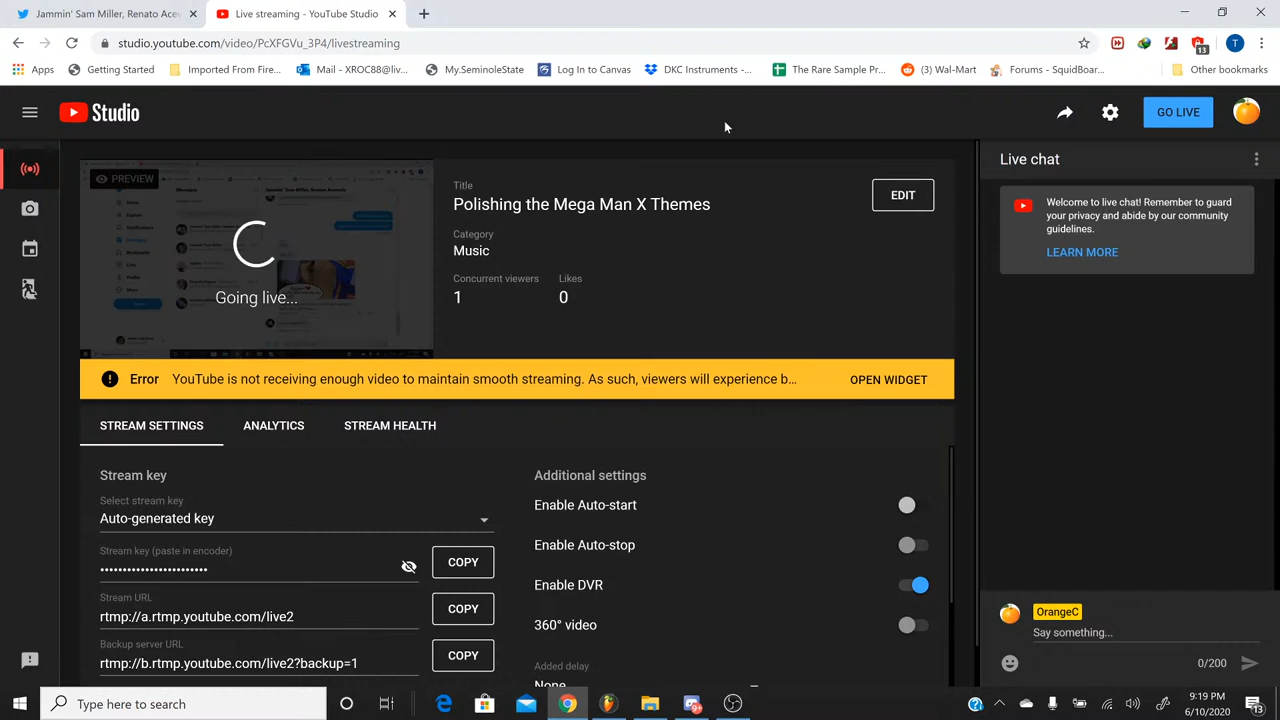 Jammin' Sam Miller, Renato Acev
Live streaming - YouTube Studio
studio.youtube.com/video/PcXFGVu_3P4/livestreaming
13
T
Apps
Getting Started
Imported From Fire...
Mail - XROC88@live...
My.SeminoleState
Log In to Canvas
DKC Instruments -...
The Rare Sample Pr...
(3) Wal-Mart
Forums - SquidBoar...
Other bookmarks
Studio
GO LIVE
PREVIEW
Going live...
Title
Polishing the Mega Man X Themes
EDIT
Category
Music
Concurrent viewers
Likes
1
0
Live chat
Welcome to live chat! Remember to guard
your privacy and abide by our community
guidelines.
LEARN MORE
Error
YouTube is not receiving enough video to maintain smooth streaming. As such, viewers will experience b...
OPEN WIDGET
STREAM SETTINGS
ANALYTICS
STREAM HEALTH
Stream key
Select stream key
Auto-generated key
Stream key (paste in encoder)
••••••••••••••••••••••••
COPY
Stream URL
rtmp://a.rtmp.youtube.com/live2
COPY
Backup server URL
rtmp://b.rtmp.youtube.com/live2?backup=1
COPY
Additional settings
Enable Auto-start
Enable Auto-stop
Enable DVR
360° video
Added delay
None
OrangeC
Say something...
0/200
Type here to search
9:19 PM
6/10/2020
13